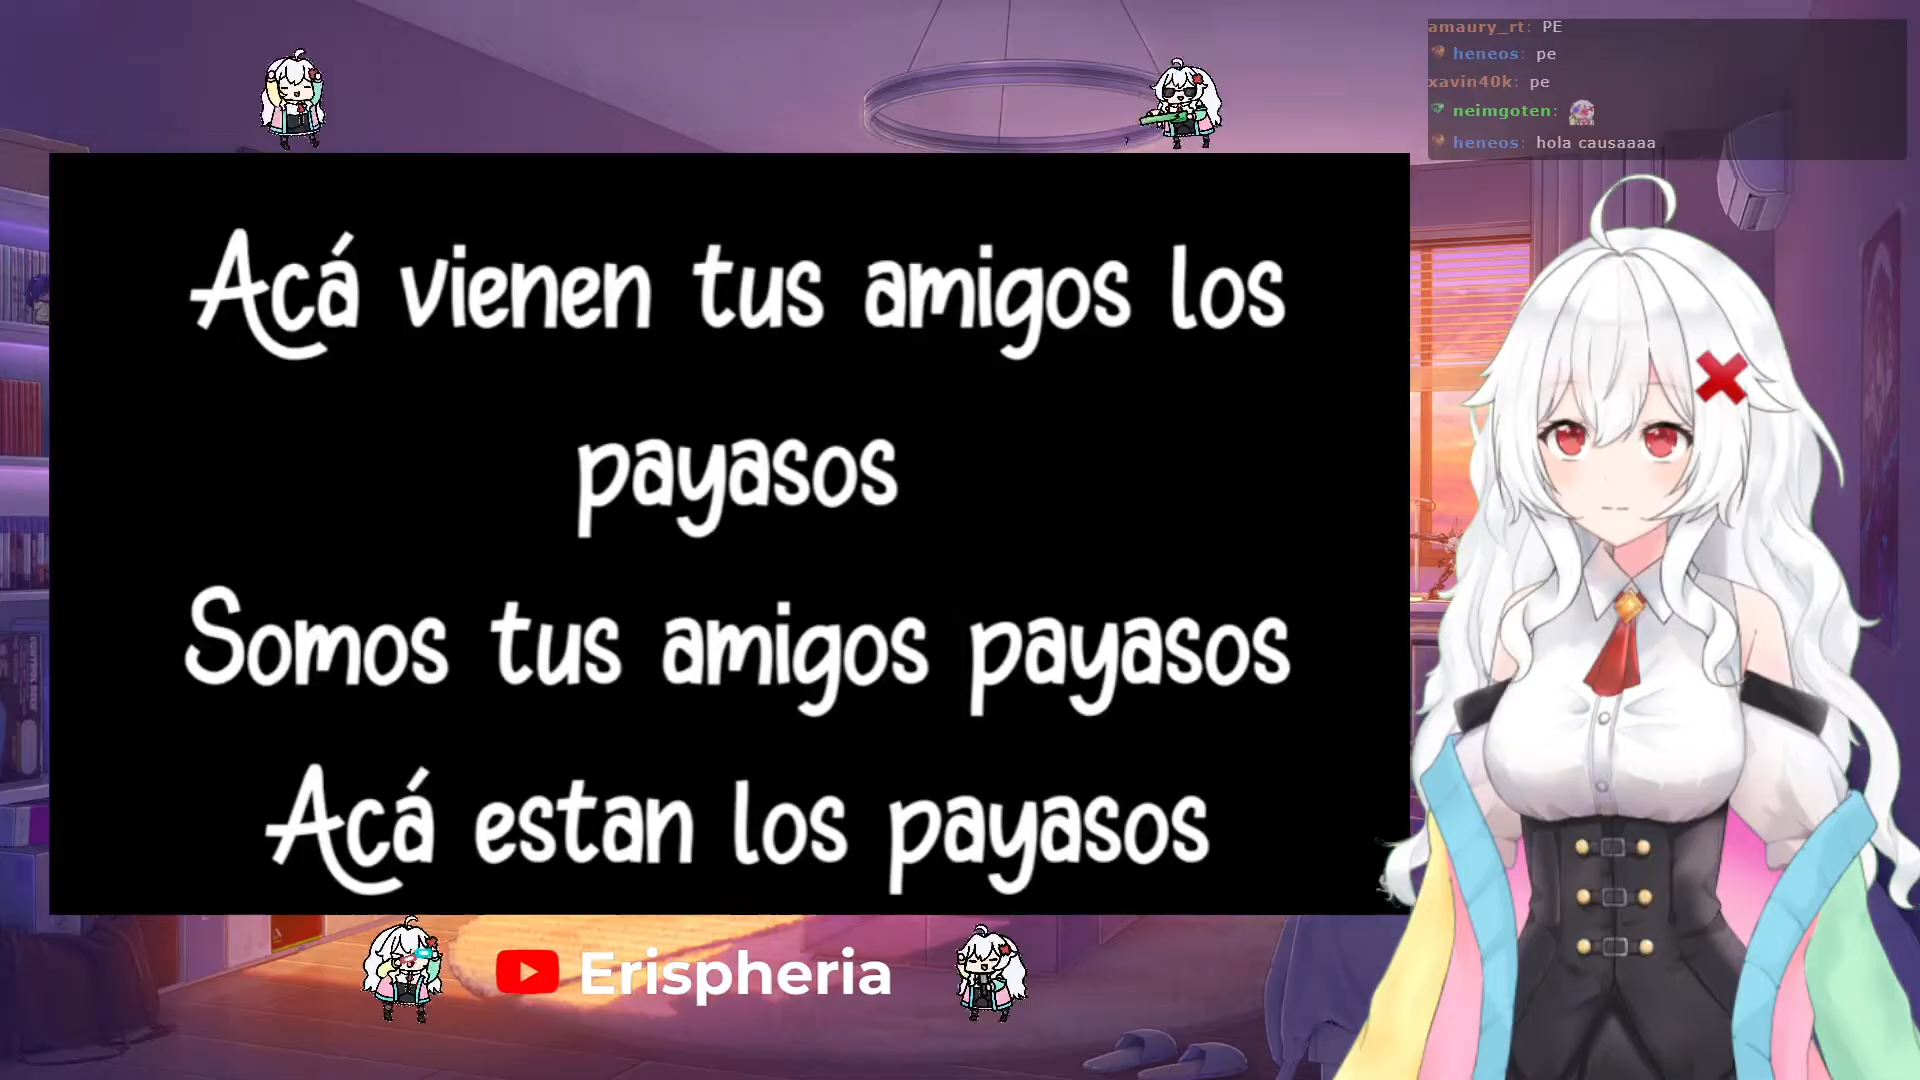 amaury_rt: PE
heneos: pe
xavin40k: pe
neimgoten:
heneos: hola causaaaa
Acá vienen tus amigos los
payasos
Somos tus amigos payasos
Acá estan los payasos
Erispheria